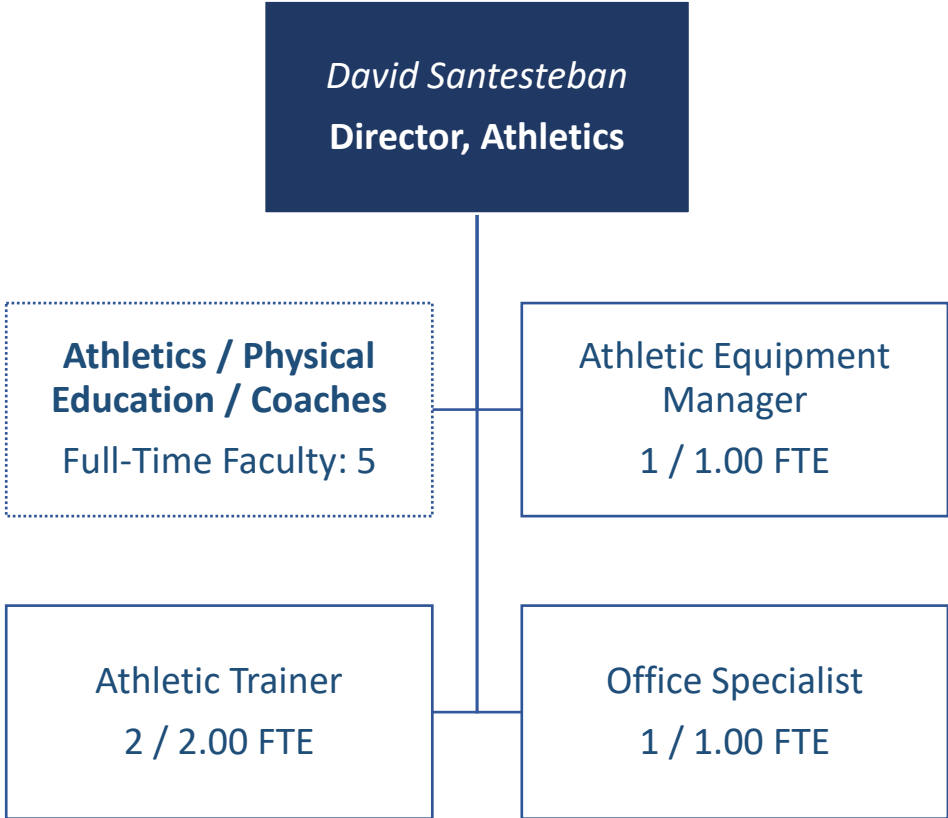 David Santesteban
Director, Athletics
Athletics / Physical
Education / Coaches
Full-Time Faculty: 5
Athletic Equipment
Manager
1 / 1.00 FTE
Athletic Trainer
2 / 2.00 FTE
Office Specialist
1 / 1.00 FTE